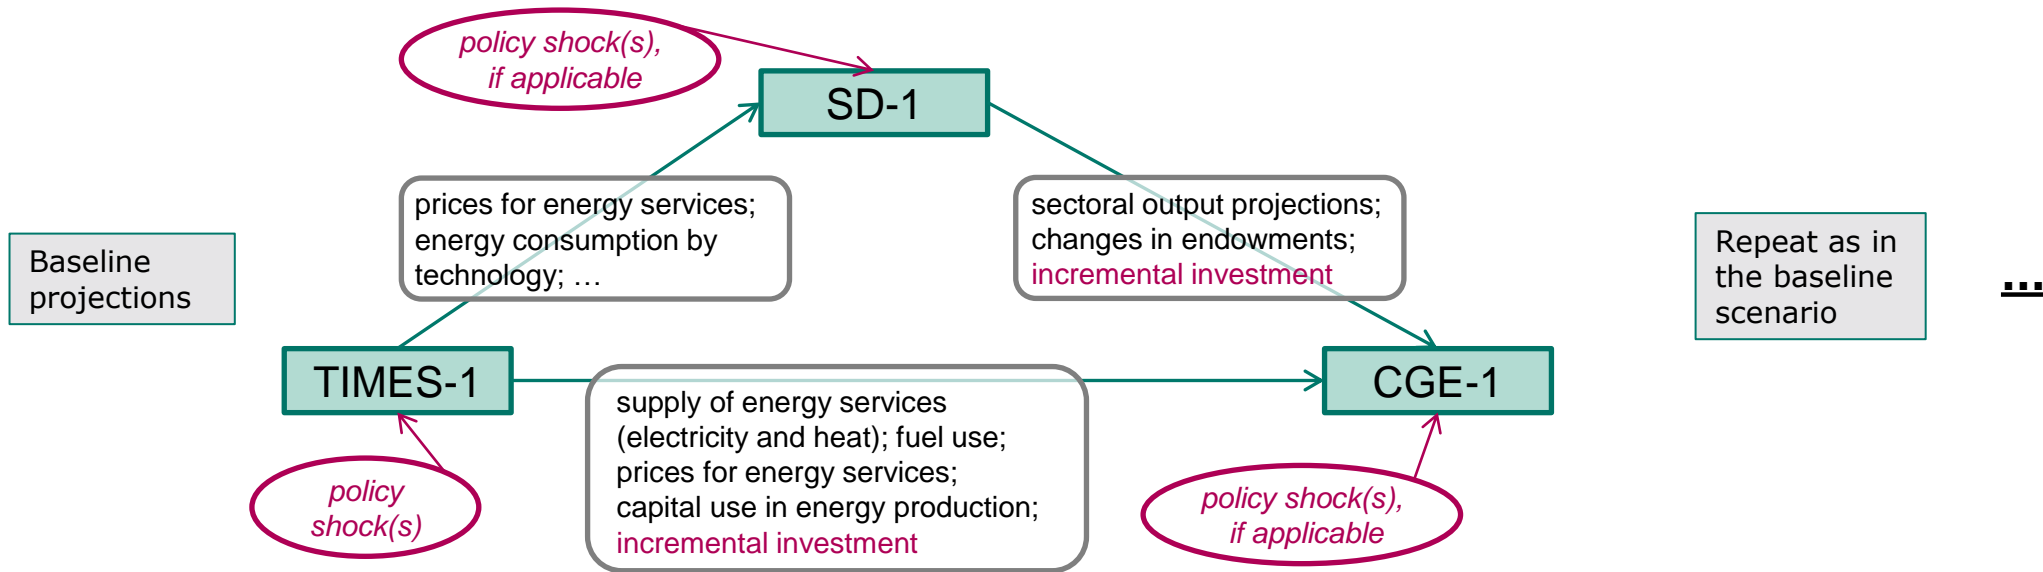 policy shock(s),
if applicable
SD-1
prices for energy services;
energy consumption by
technology; …
sectoral output projections;
changes in endowments;
incremental investment
Baseline
projections
Repeat as in
the baseline
scenario
...
TIMES-1
CGE-1
supply of energy services
(electricity and heat); fuel use;
prices for energy services;
capital use in energy production;
incremental investment
policy
shock(s)
policy shock(s),
if applicable